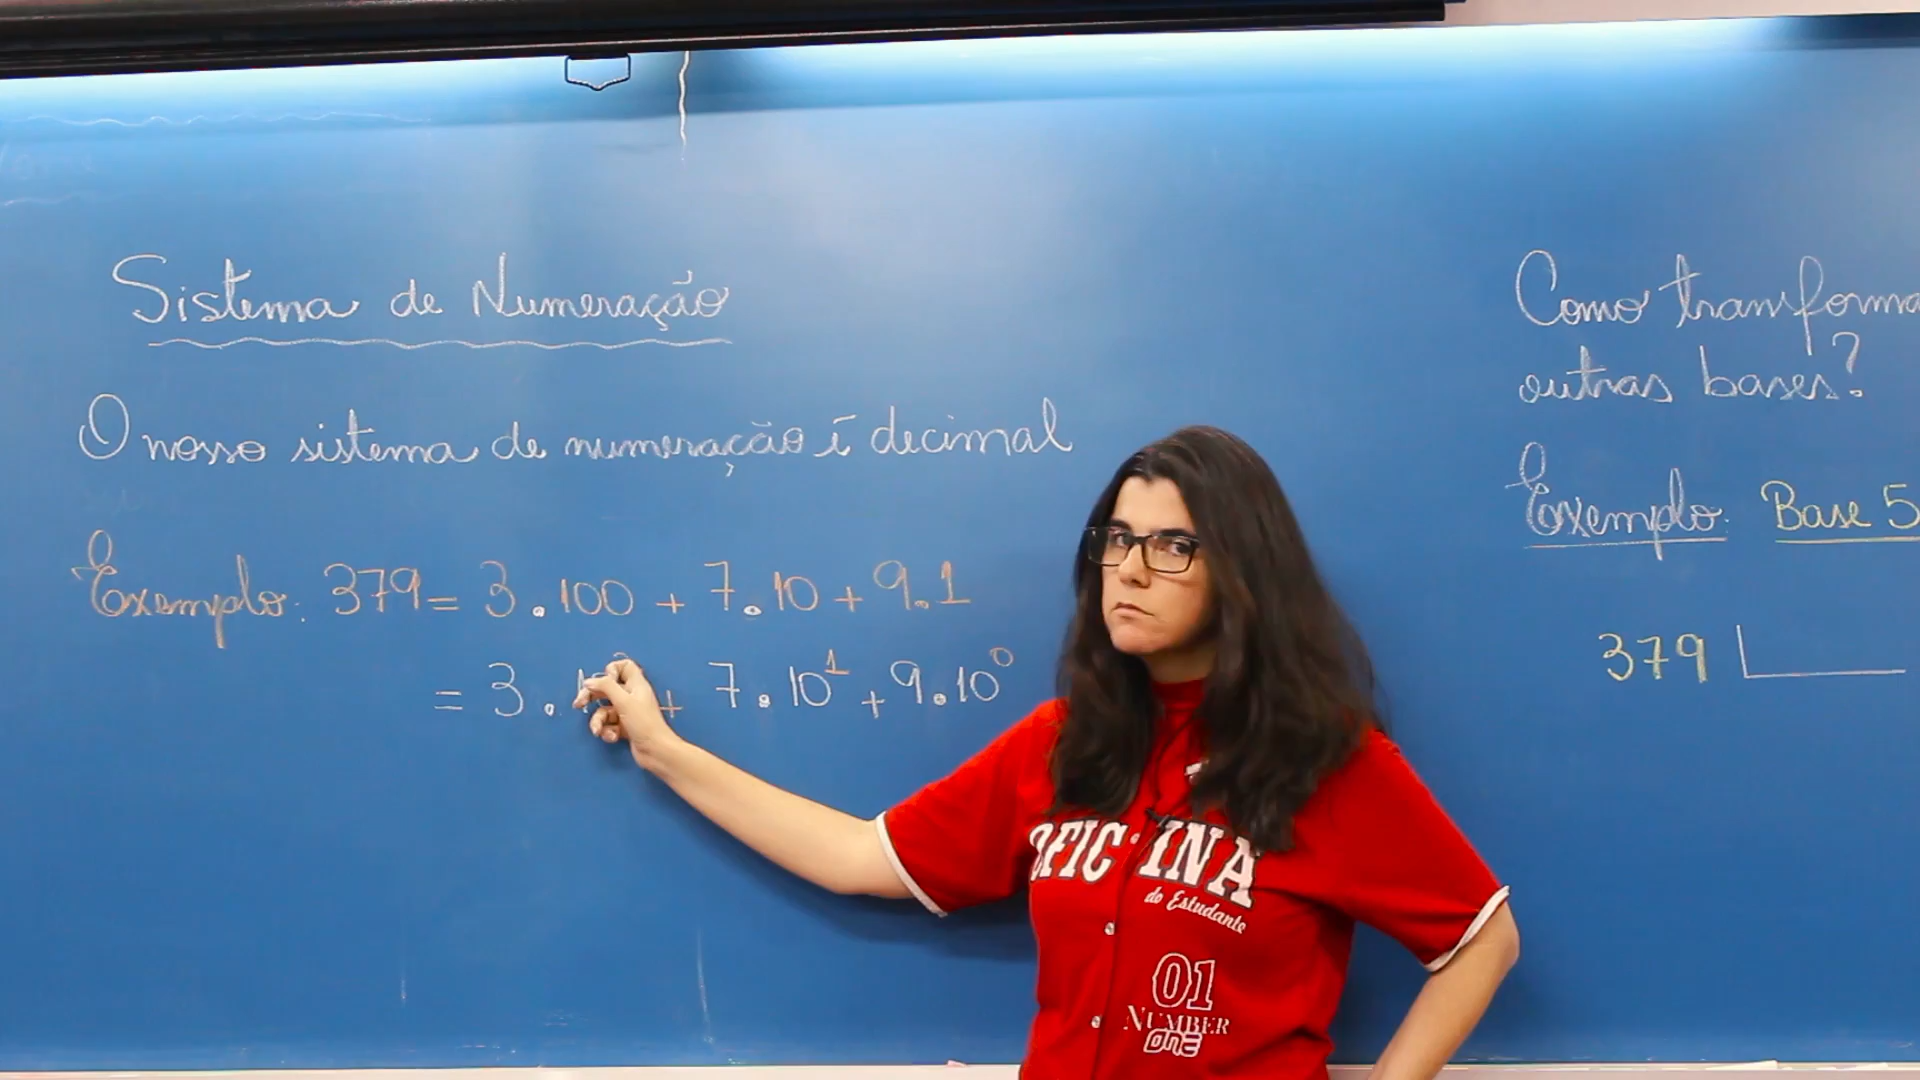 Sistema de Numeração
O nosso sistema de numeração é decimal
Exemplo: 379 = 3.100 + 7.10 + 9.1
= 3. + 7.10¹ + 9.10⁰
Como transforma
outras bases?
Exemplo: Base 5
379
OFICINA
do Estudante
01
NUMBER
one